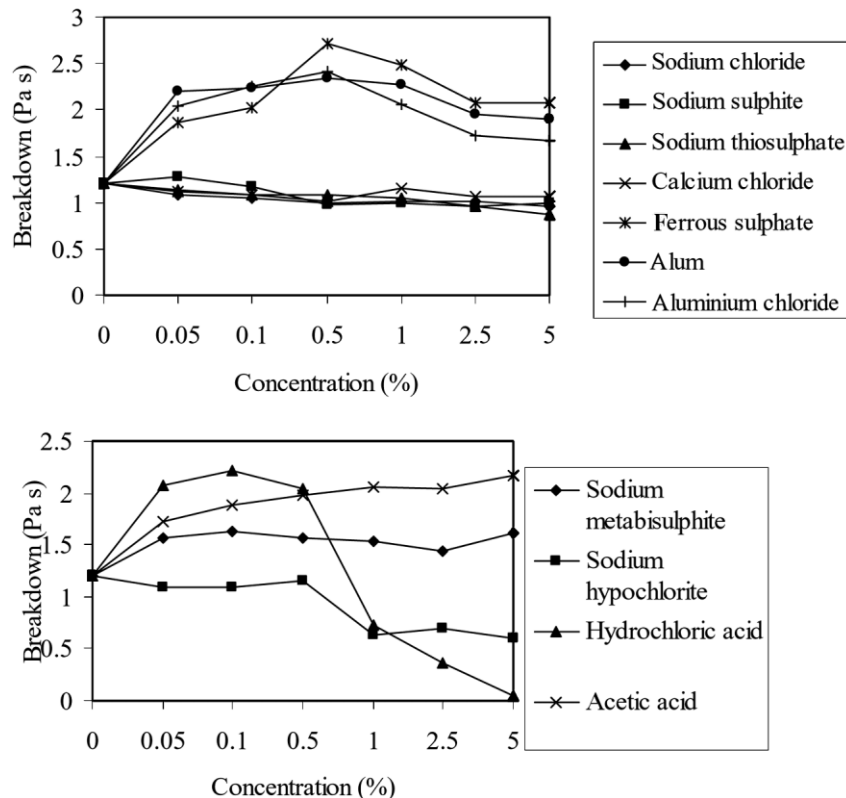 3
2.5
2
1.5
1
0.5
0
Breakdown (Pa s)
0 0.05 0.1 0.5 1 2.5 5
Concentration (%)
Sodium chloride
Sodium sulphite
Sodium thiosulphate
Calcium chloride
Ferrous sulphate
Alum
Aluminium chloride
2.5
2
1.5
1
0.5
0
Breakdown (Pa s)
0 0.05 0.1 0.5 1 2.5 5
Concentration (%)
Sodium
metabisulphite
Sodium
hypochlorite
Hydrochloric acid
Acetic acid